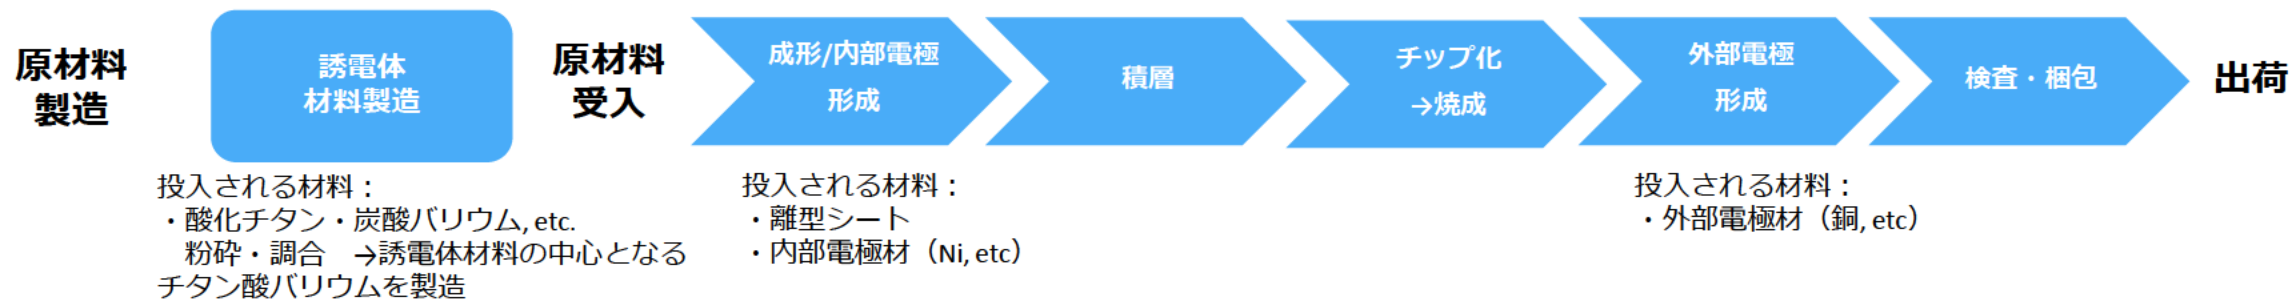 原材料
製造
誘電体
材料製造
投入される材料：
・酸化チタン・炭酸バリウム, etc.
粉砕・調合　→誘電体材料の中心となる
チタン酸バリウムを製造
原材料
受入
成形/内部電極
形成
投入される材料：
・離型シート
・内部電極材（Ni, etc）
積層
チップ化
→焼成
外部電極
形成
投入される材料：
・外部電極材（銅, etc）
検査・梱包
出荷